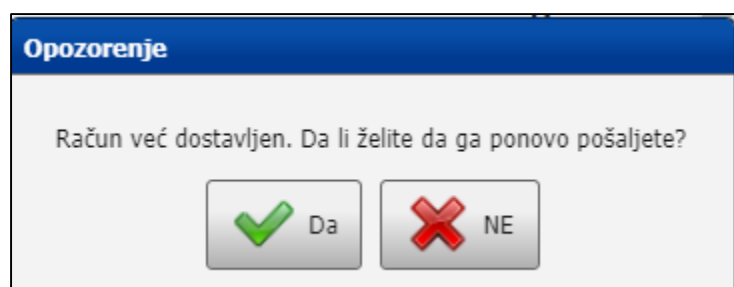 Opozorenje
Račun već dostavljen. Da li želite da ga ponovo pošaljete?
Da
NE